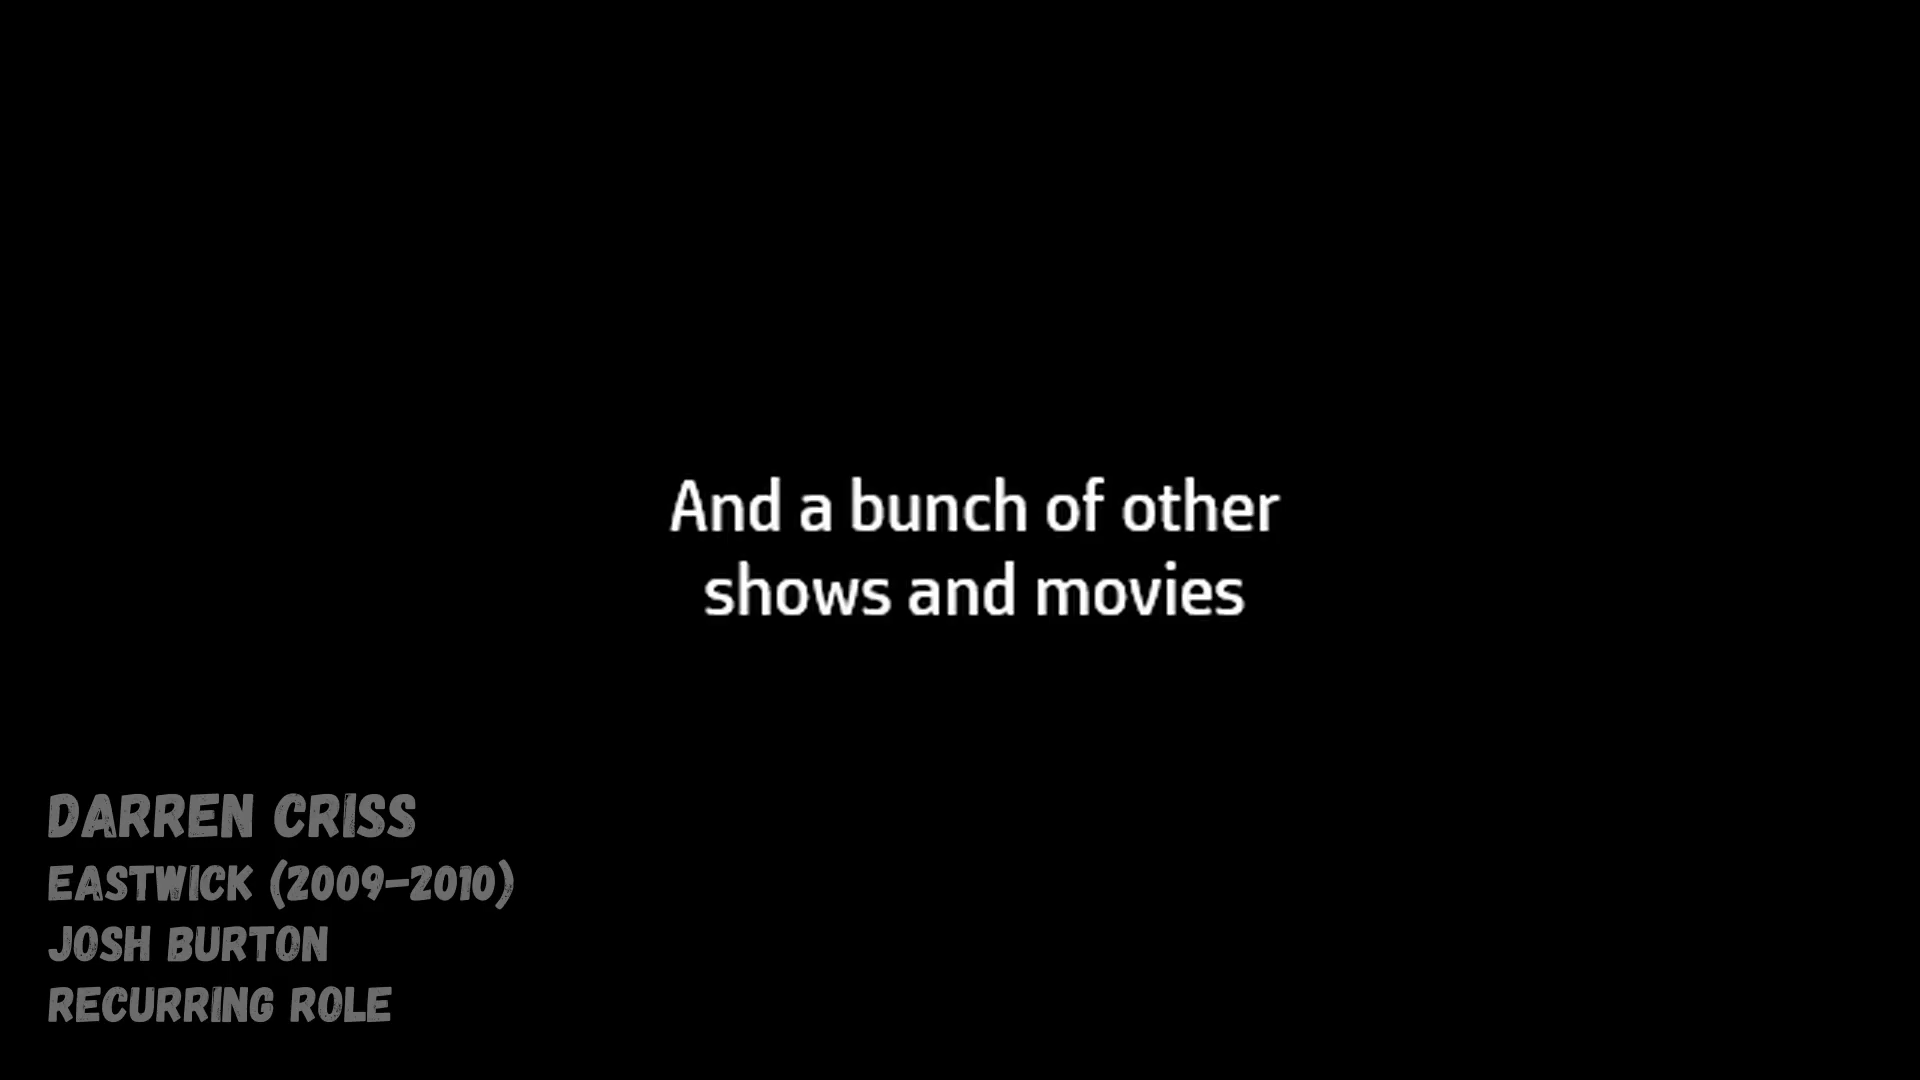 And a bunch of other
shows and movies
DARREN CRISS
EASTWICK (2009-2010)
JOSH BURTON
RECURRING ROLE